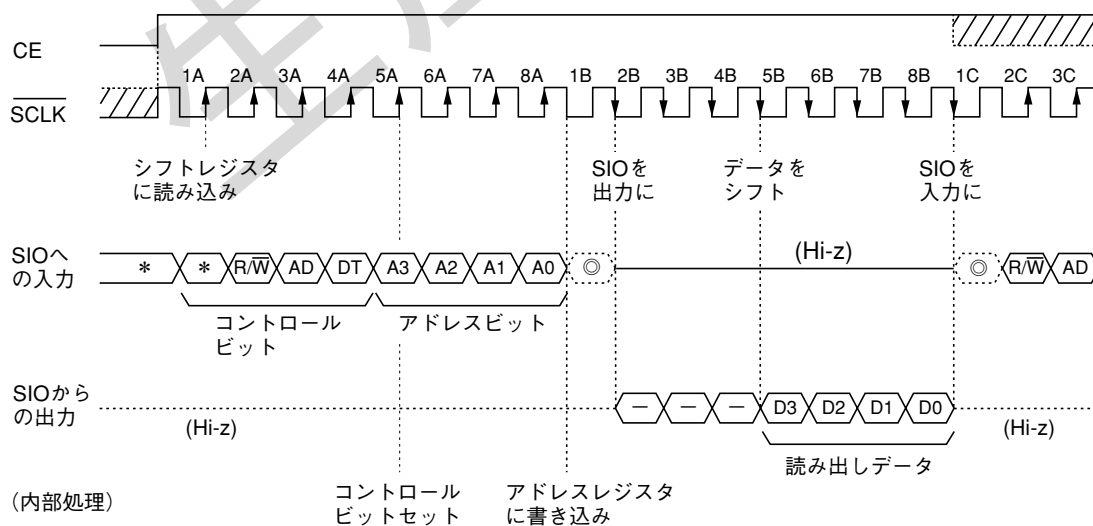 CE
1A 2A 3A 4A 5A 6A 7A 8A 1B 2B 3B 4B 5B 6B 7B 8B 1C 2C 3C
SCLK
シフトレジスタ
に読み込み
SIOを
出力に
データを
シフト
SIOを
入力に
SIOへ
の入力
* * R/W AD DT A3 A2 A1 A0 ◎ (Hi-z) ◎ R/W AD
コントロール
ビット
アドレスビット
SIOから
の出力
(Hi-z) — — — D3 D2 D1 D0 (Hi-z)
読み出しデータ
(内部処理)
コントロール
ビットセット
アドレスレジスタ
に書き込み